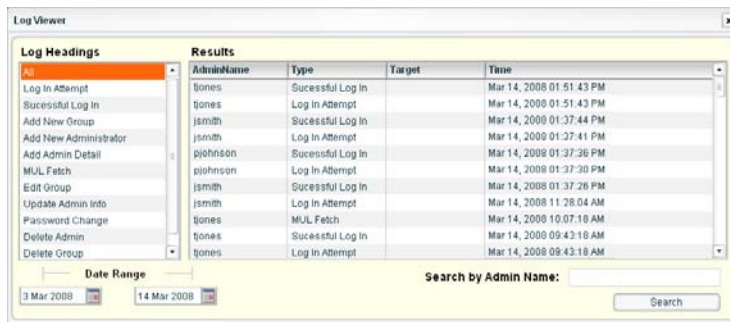 Log Viewer
x
Log Headings
All
Log In Attempt
Sucessful Log In
Add New Group
Add New Administrator
Add Admin Detail
MUL Fetch
Edit Group
Update Admin Info
Password Change
Delete Admin
Delete Group
Results
AdminName Type Target Time
tjones Sucessful Log In Mar 14, 2008 01:51:43 PM
tjones Log In Attempt Mar 14, 2008 01:51:43 PM
jsmith Sucessful Log In Mar 14, 2008 01:37:44 PM
jsmith Log In Attempt Mar 14, 2008 01:37:41 PM
pjohnson Sucessful Log In Mar 14, 2008 01:37:36 PM
pjohnson Log In Attempt Mar 14, 2008 01:37:30 PM
jsmith Sucessful Log In Mar 14, 2008 01:37:26 PM
jsmith Log In Attempt Mar 14, 2008 11:28:04 AM
tjones MUL Fetch Mar 14, 2008 10:07:18 AM
tjones Sucessful Log In Mar 14, 2008 09:43:18 AM
tjones Log In Attempt Mar 14, 2008 09:43:18 AM
Date Range
3 Mar 2008 14 Mar 2008
Search by Admin Name:
Search